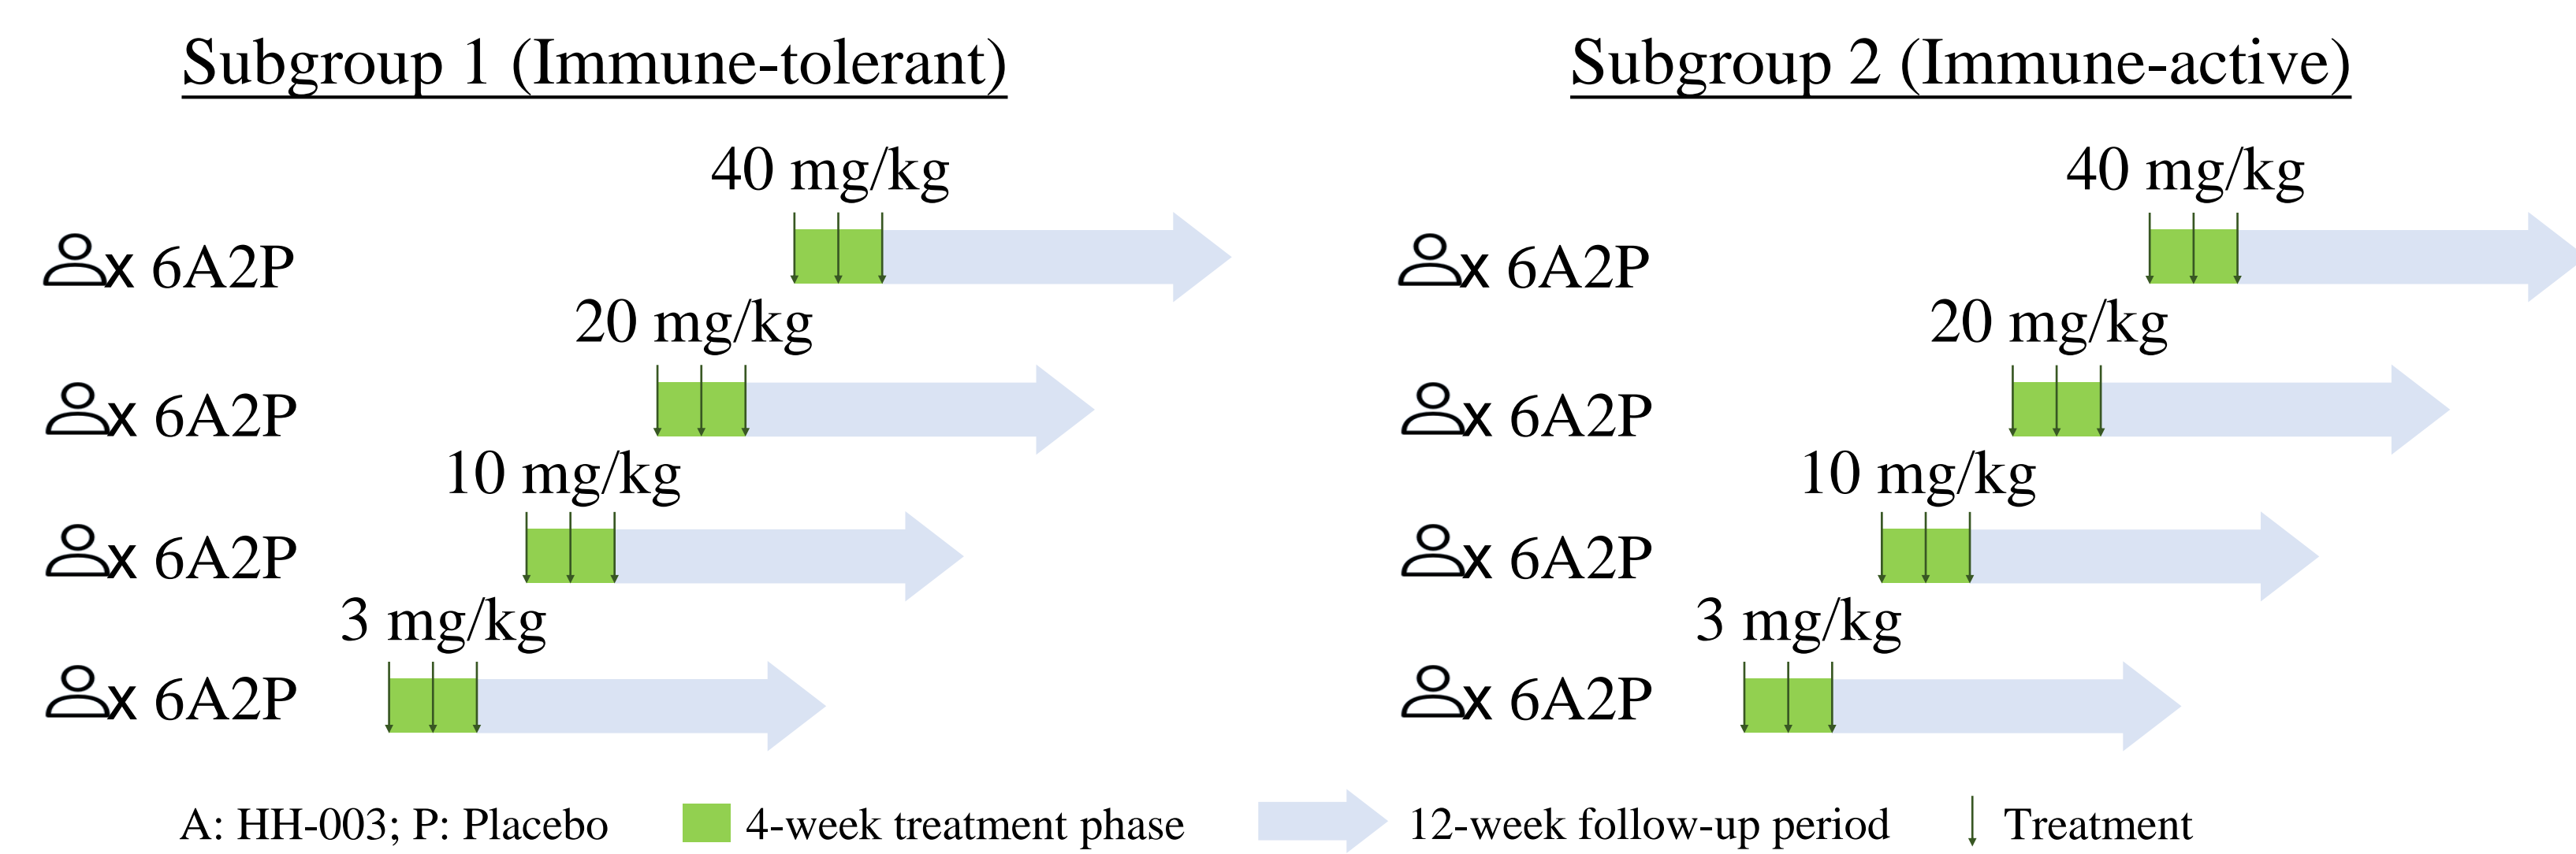 Subgroup 1 (Immune-tolerant)
40 mg/kg
x 6A2P
20 mg/kg
x 6A2P
10 mg/kg
x 6A2P
3 mg/kg
x 6A2P
Subgroup 2 (Immune-active)
40 mg/kg
x 6A2P
20 mg/kg
x 6A2P
10 mg/kg
x 6A2P
3 mg/kg
x 6A2P
A: HH-003; P: Placebo
4-week treatment phase
12-week follow-up period
Treatment